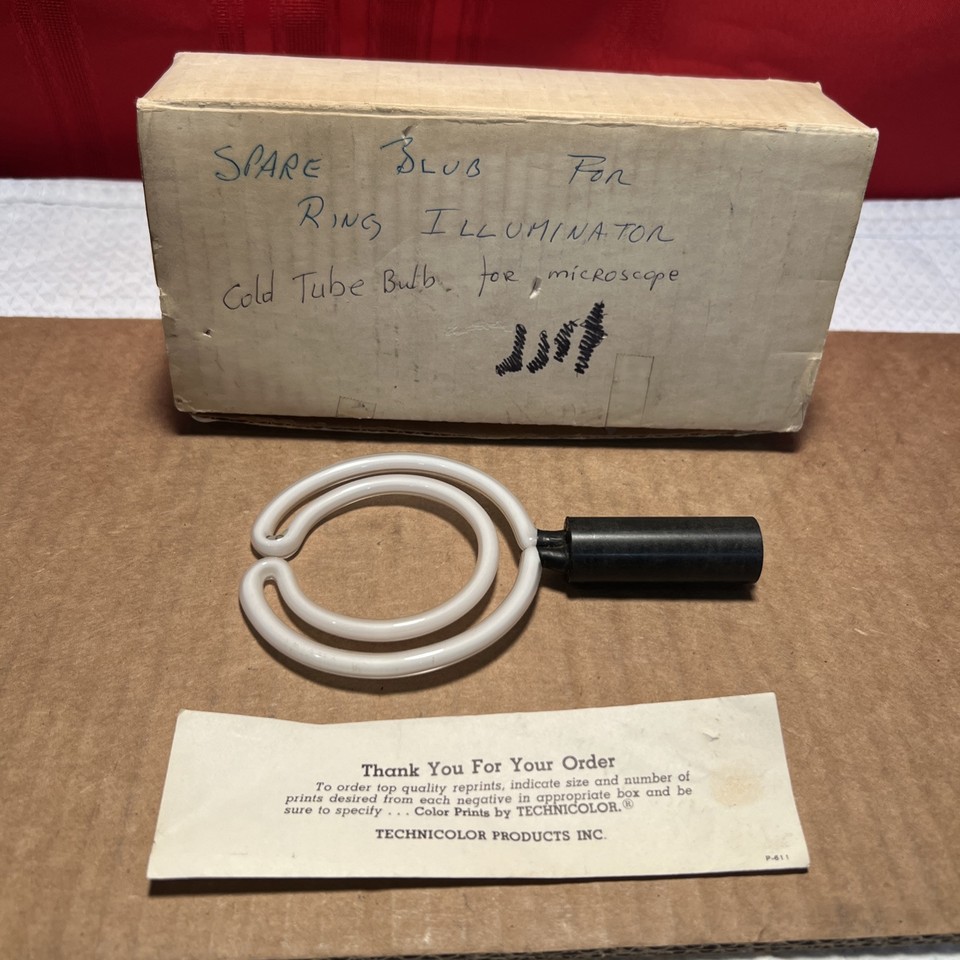 SPARE BLUB FOR
RING ILLUMINATOR
Cold Tube Bulb for microscope
Thank You For Your Order
To order top quality reprints, indicate size and number of
prints desired from each negative in appropriate box and be
sure to specify . . . Color Prints by TECHNICOLOR.®
TECHNICOLOR PRODUCTS INC.
P-611